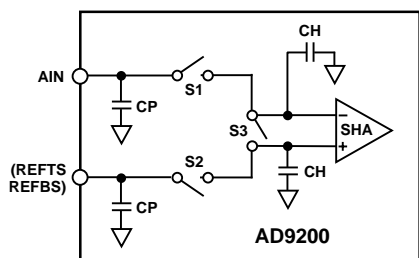 CH
AIN
S1
CP
S3
−
SHA
+
(REFTS
REFBS)
S2
CH
CP
AD9200